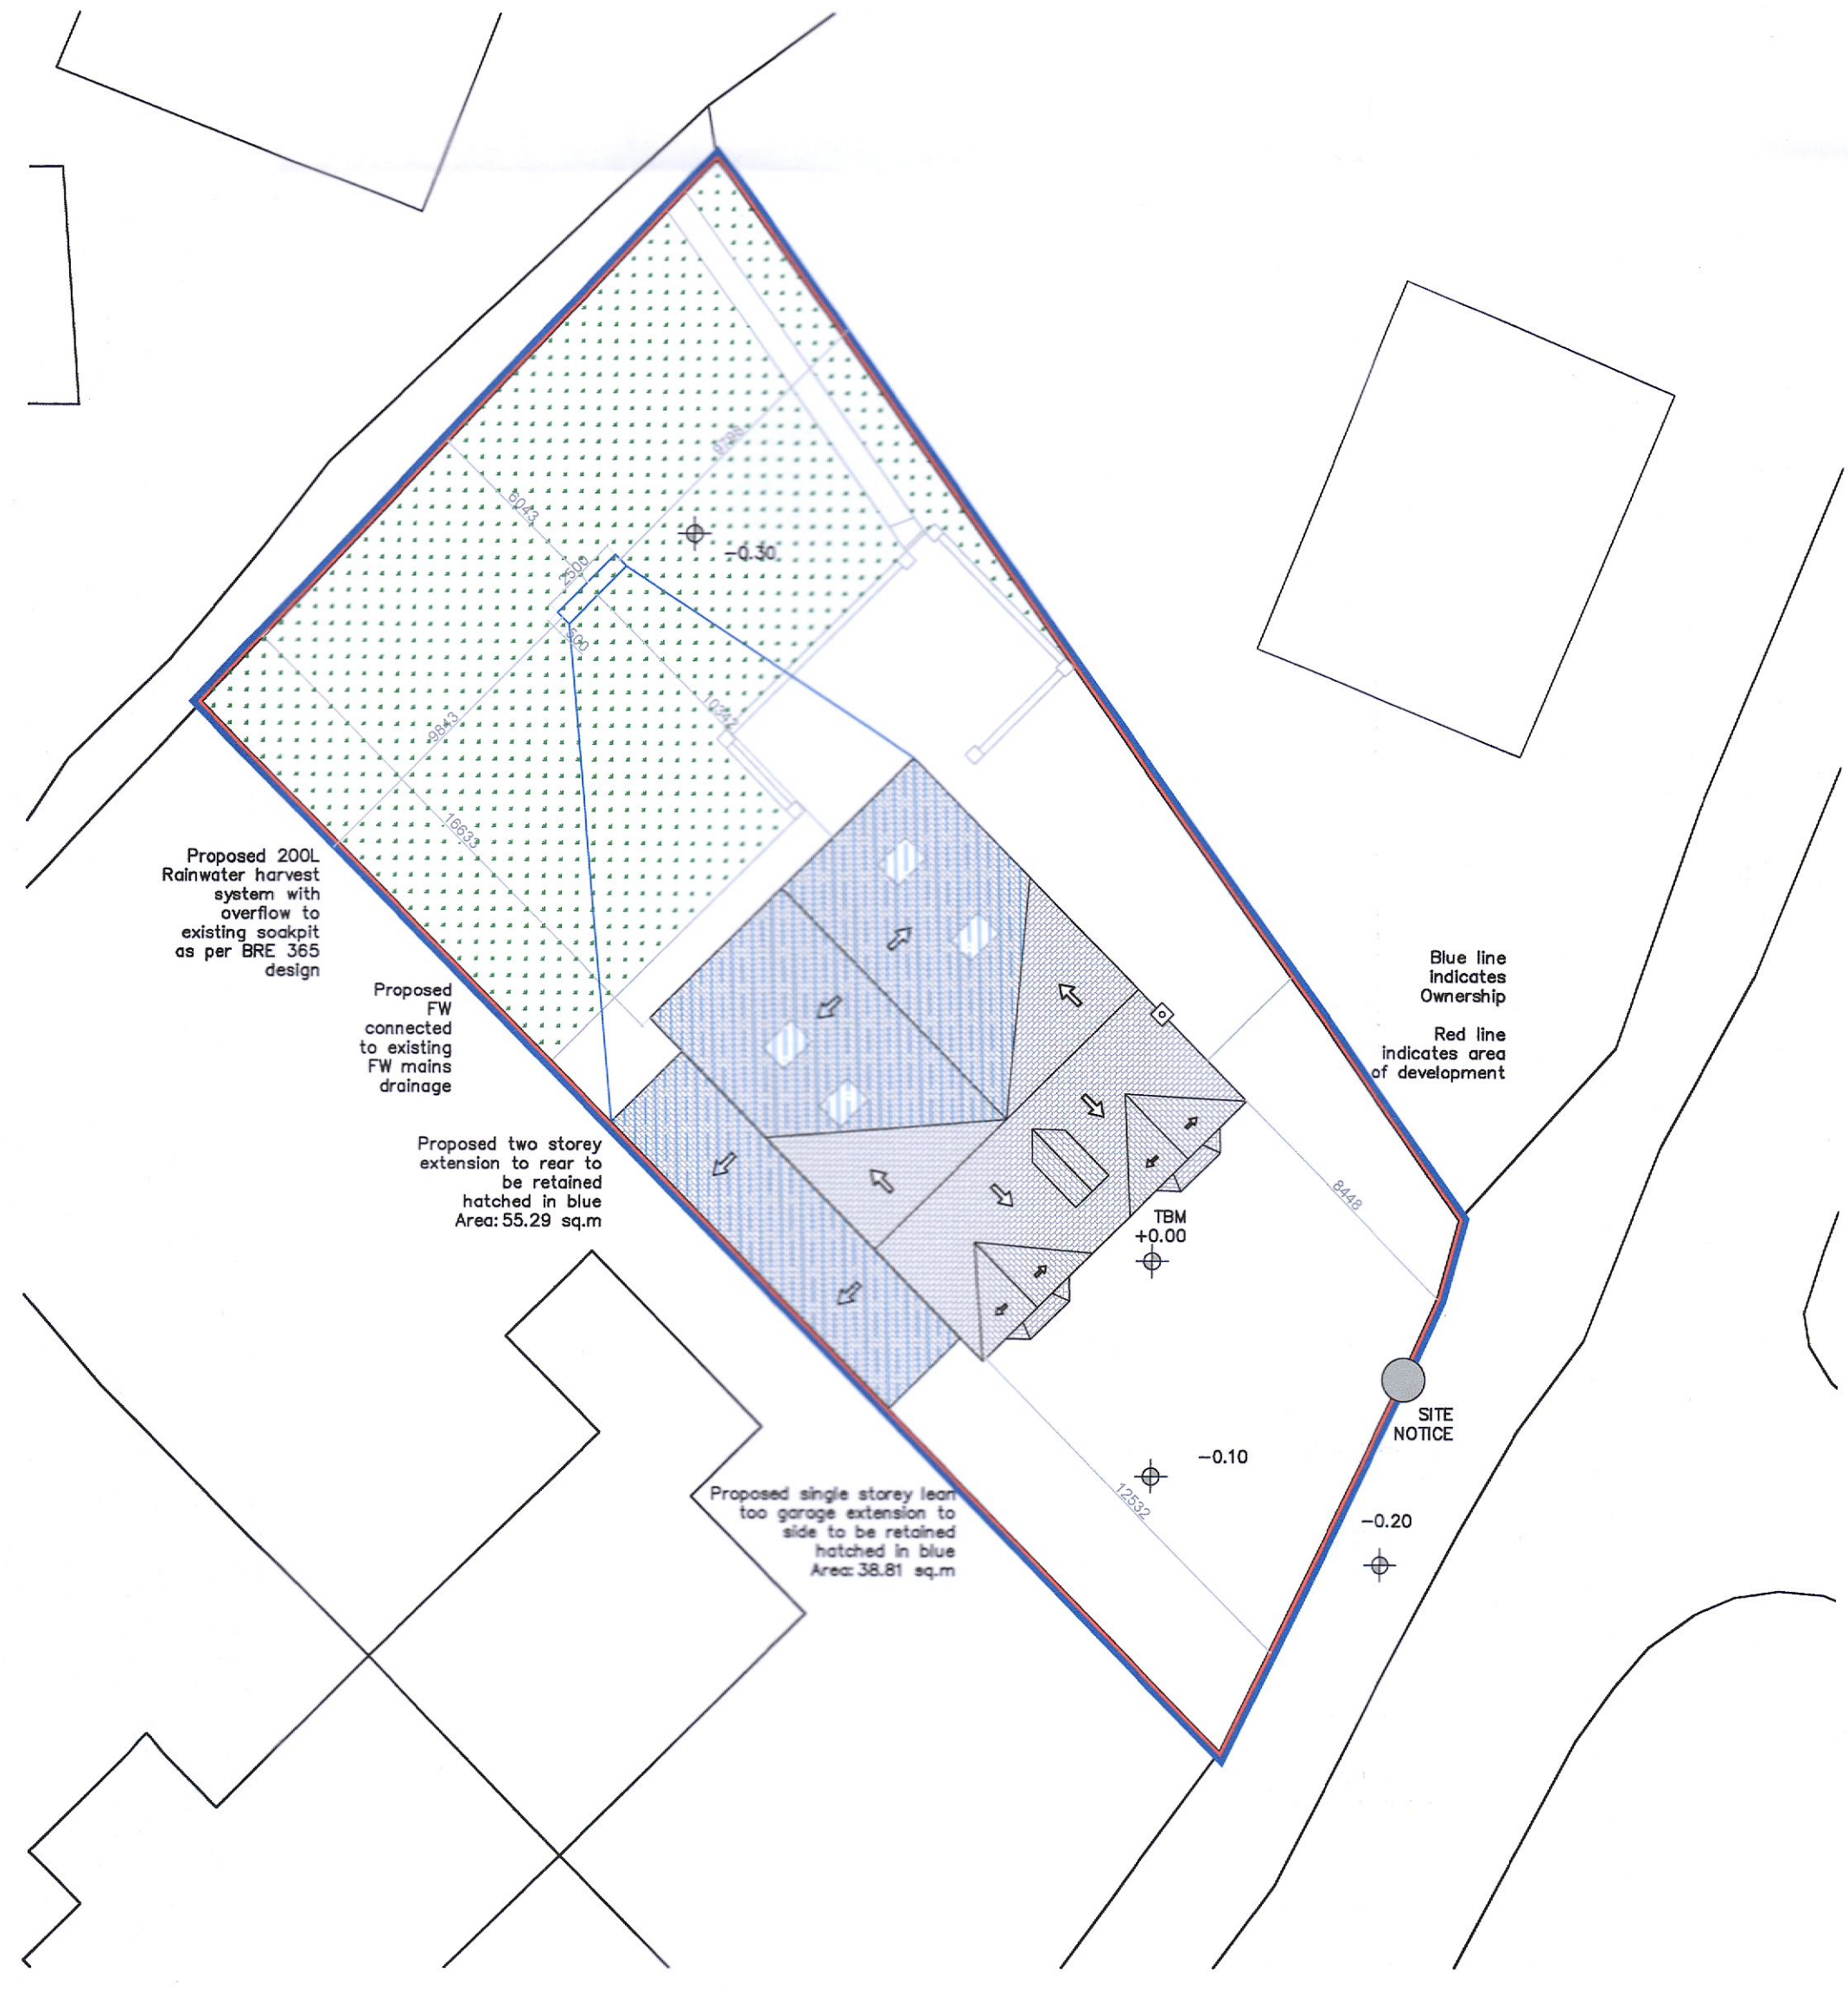 6043
9798
-0.30
2500
500
10242
9843
16633
Proposed 200L
Rainwater harvest
system with
overflow to
existing soakpit
as per BRE 365
design
Proposed
FW
connected
to existing
FW mains
drainage
Proposed two storey
extension to rear to
be retained
hatched in blue
Area: 55.29 sq.m
Blue line
indicates
Ownership
Red line
indicates area
of development
8448
TBM
+0.00
SITE
NOTICE
-0.10
12532
-0.20
Proposed single storey lean
too garage extension to
side to be retained
hatched in blue
Area: 38.81 sq.m